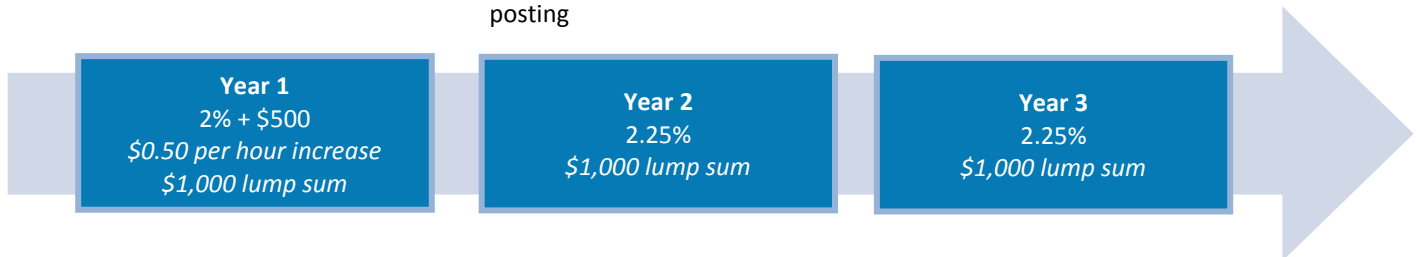 posting
Year 1
2% + $500
$0.50 per hour increase
$1,000 lump sum
Year 2
2.25%
$1,000 lump sum
Year 3
2.25%
$1,000 lump sum